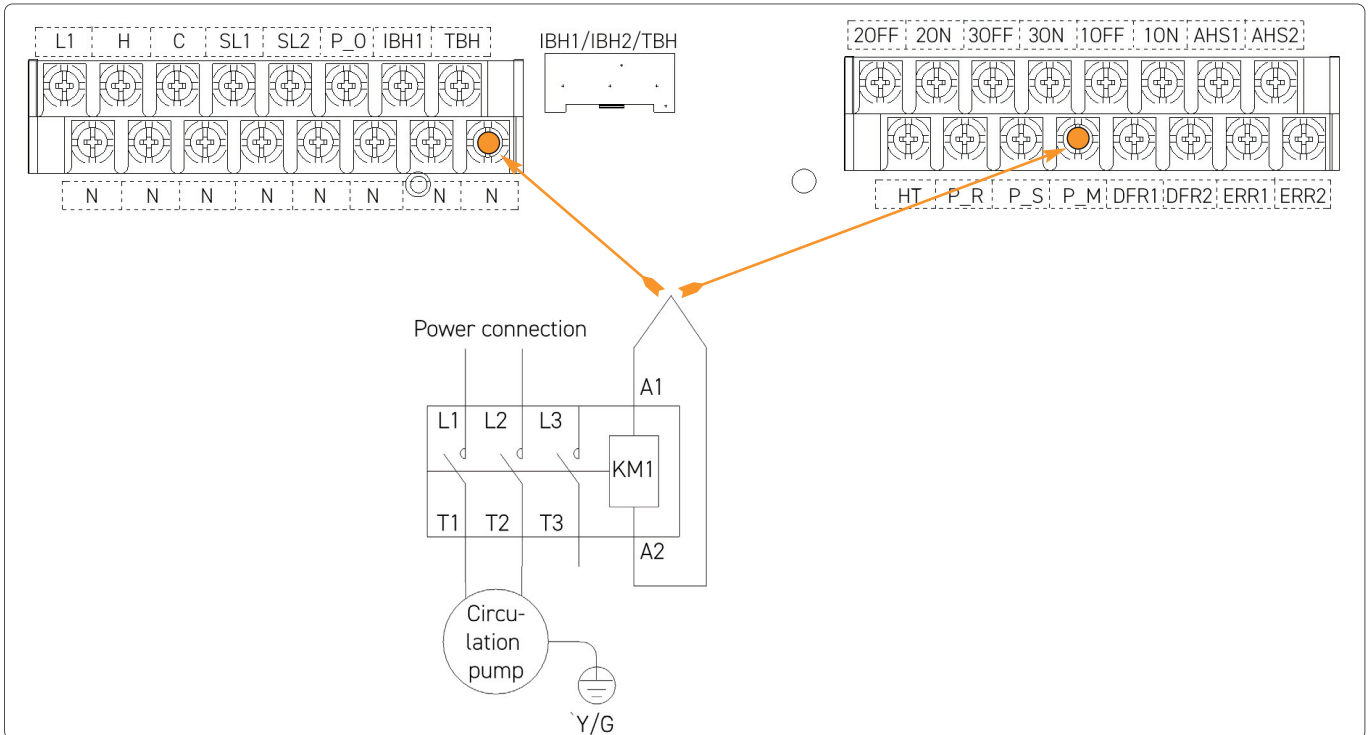 L1 H C SL1 SL2 P_O IBH1 TBH
IBH1/IBH2/TBH
2OFF 2ON 3OFF 3ON 1OFF 1ON AHS1 AHS2
N N N N N N N N
HT P_R P_S P_M DFR1 DFR2 ERR1 ERR2
Power connection
A1
L1 L2 L3
KM1
T1 T2 T3
A2
Circu-
lation
pump
`Y/G